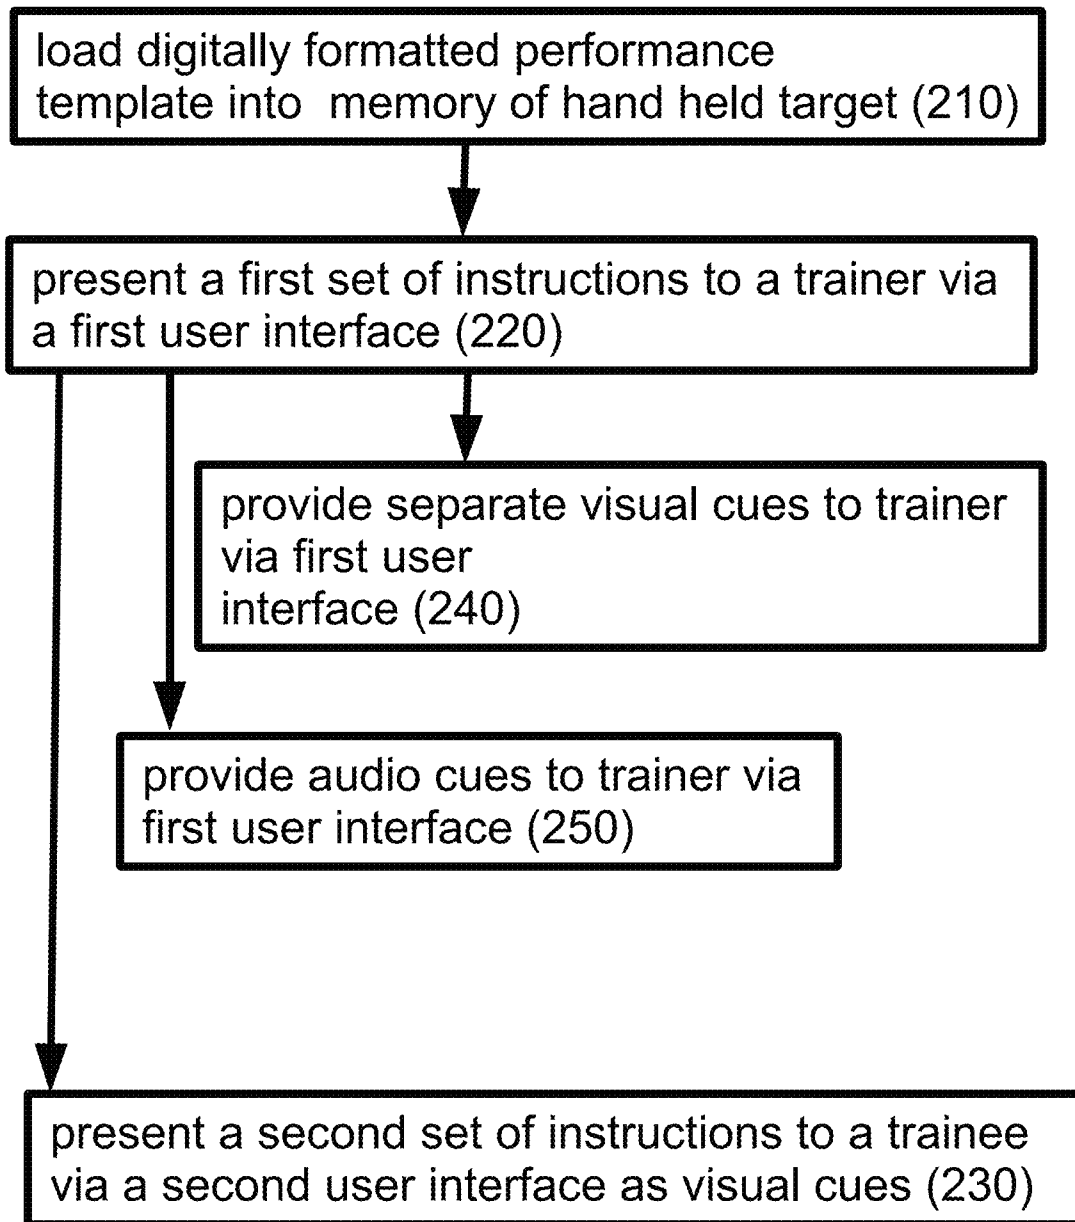 load digitally formatted performance
template into memory of hand held target (210)
present a first set of instructions to a trainer via
a first user interface (220)
provide separate visual cues to trainer
via first user
interface (240)
provide audio cues to trainer via
first user interface (250)
present a second set of instructions to a trainee
via a second user interface as visual cues (230)